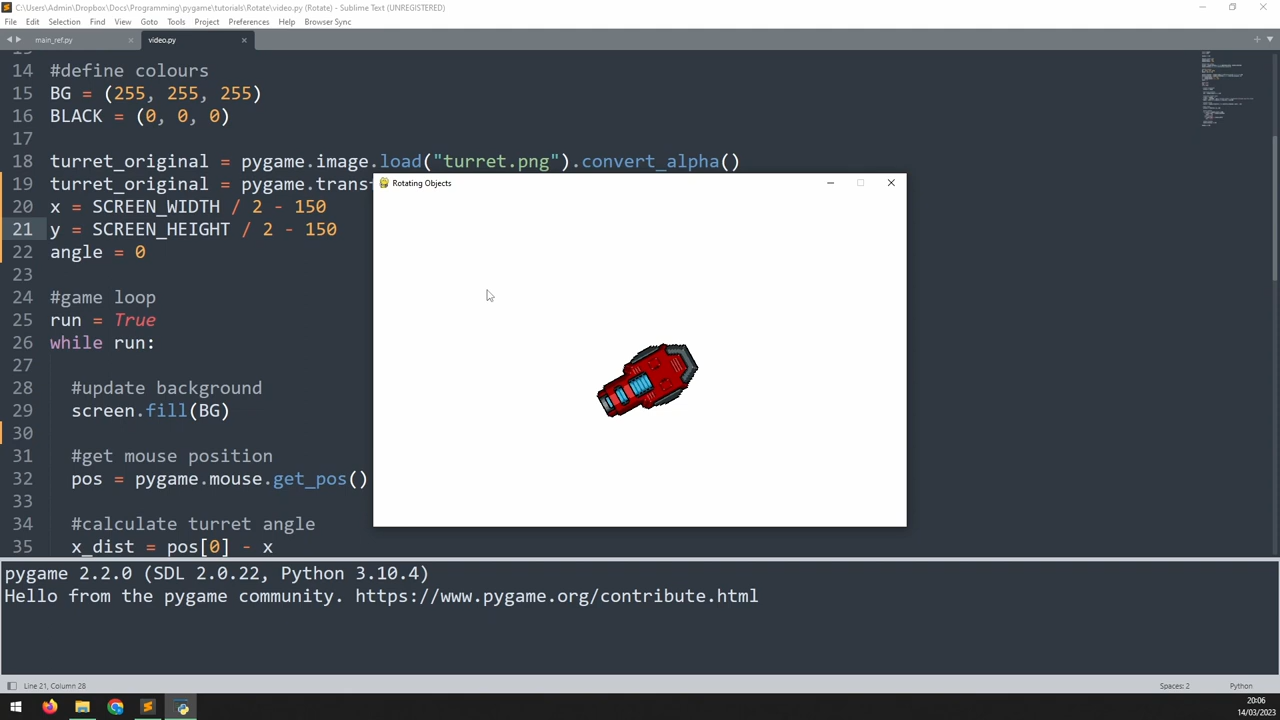 C:\Users\Admin\Dropbox\Docs\Programming\pygame\tutorials\Rotate\video.py (Rotate) - Sublime Text (UNREGISTERED)
File Edit Selection Find View Goto Tools Project Preferences Help Browser Sync
main_ref.py video.py
14 #define colours
15 BG = (255, 255, 255)
16 BLACK = (0, 0, 0)
17
18 turret_original = pygame.image.load("turret.png").convert_alpha()
19 turret_original = pygame.trans
20 x = SCREEN_WIDTH / 2 - 150
21 y = SCREEN_HEIGHT / 2 - 150
22 angle = 0
23
24 #game loop
25 run = True
26 while run:
27
28 #update background
29 screen.fill(BG)
30
31 #get mouse position
32 pos = pygame.mouse.get_pos()
33
34 #calculate turret angle
35 x_dist = pos[0] - x
Rotating Objects
pygame 2.2.0 (SDL 2.0.22, Python 3.10.4)
Hello from the pygame community. https://www.pygame.org/contribute.html
Line 21, Column 28 Spaces: 2 Python
20:06
14/03/2023